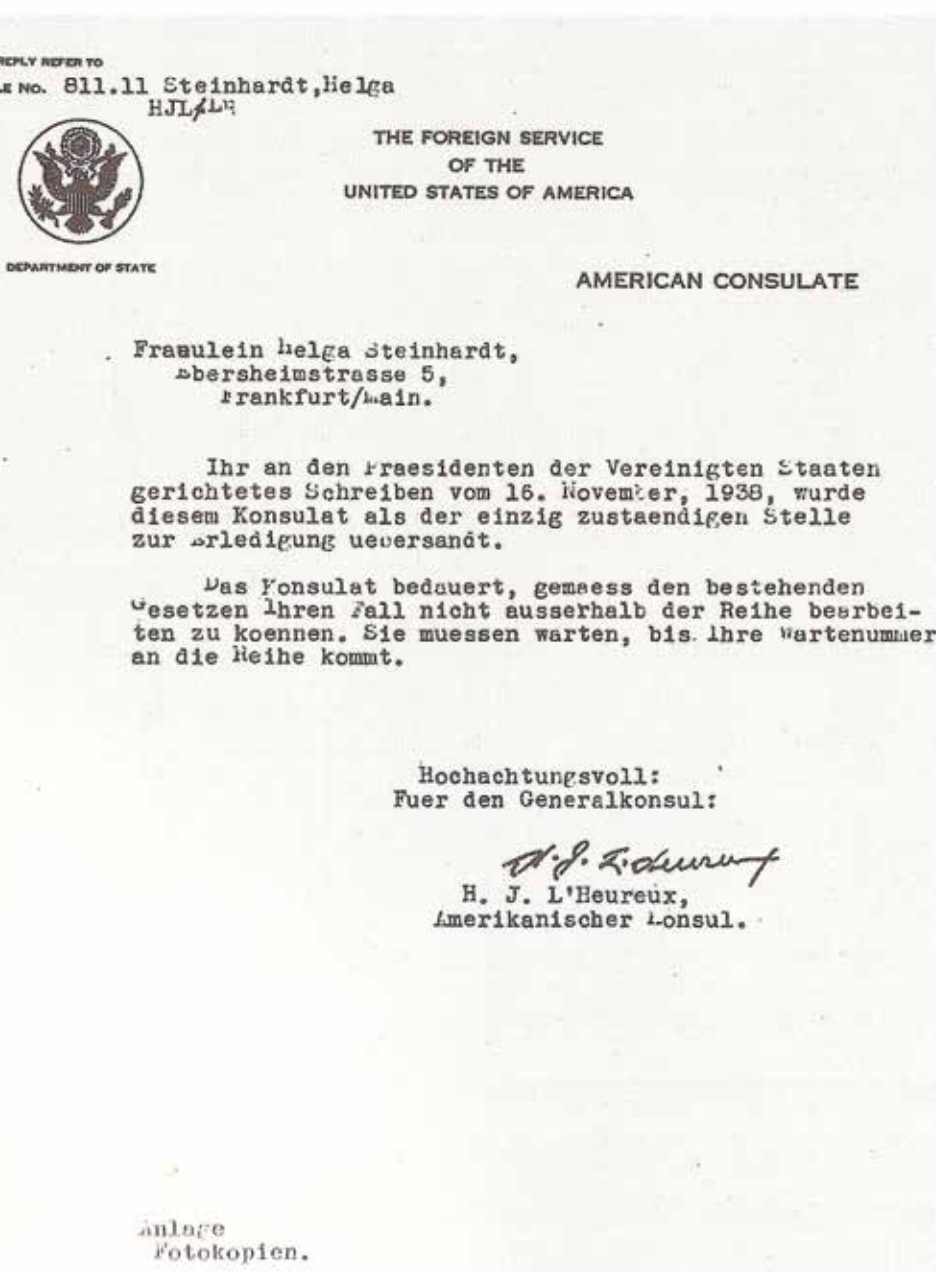 REPLY REFER TO
LE No. 811.11 Steinhardt,Helga
HJL/LR
THE FOREIGN SERVICE
OF THE
UNITED STATES OF AMERICA
DEPARTMENT OF STATE
AMERICAN CONSULATE
Fraeulein Helga Steinhardt,
Ebersheimstrasse 5,
Frankfurt/Main.
Ihr an den Praesidenten der Vereinigten Staaten
gerichtetes Schreiben vom 16. November, 1938, wurde
diesem Konsulat als der einzig zustaendigen Stelle
zur Erledigung uebersandt.
Das Konsulat bedauert, gemaess den bestehenden
Gesetzen Ihren Fall nicht ausserhalb der Reihe bearbei-
ten zu koennen. Sie muessen warten, bis Ihre Wartenummer
an die Reihe kommt.
Hochachtungsvoll:
Fuer den Generalkonsul:
H. J. L'Heureux
H. J. L'Heureux,
Amerikanischer Konsul.
Anlage
Fotokopien.